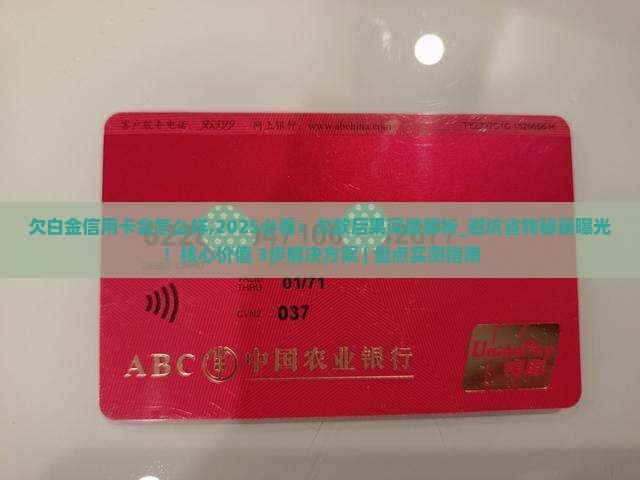 客户服务电话：95599 网上银行：www.abchina.com
欠白金信用卡会怎么样,2025必看！欠款后果深度解析_避坑省钱秘籍曝光
！核心价值 3步解决方案 | 盘点实测指南
DEBIT CARD
VALID THRU 01/71
CVN2 037
ABC 中国农业银行
UnionPay
银联